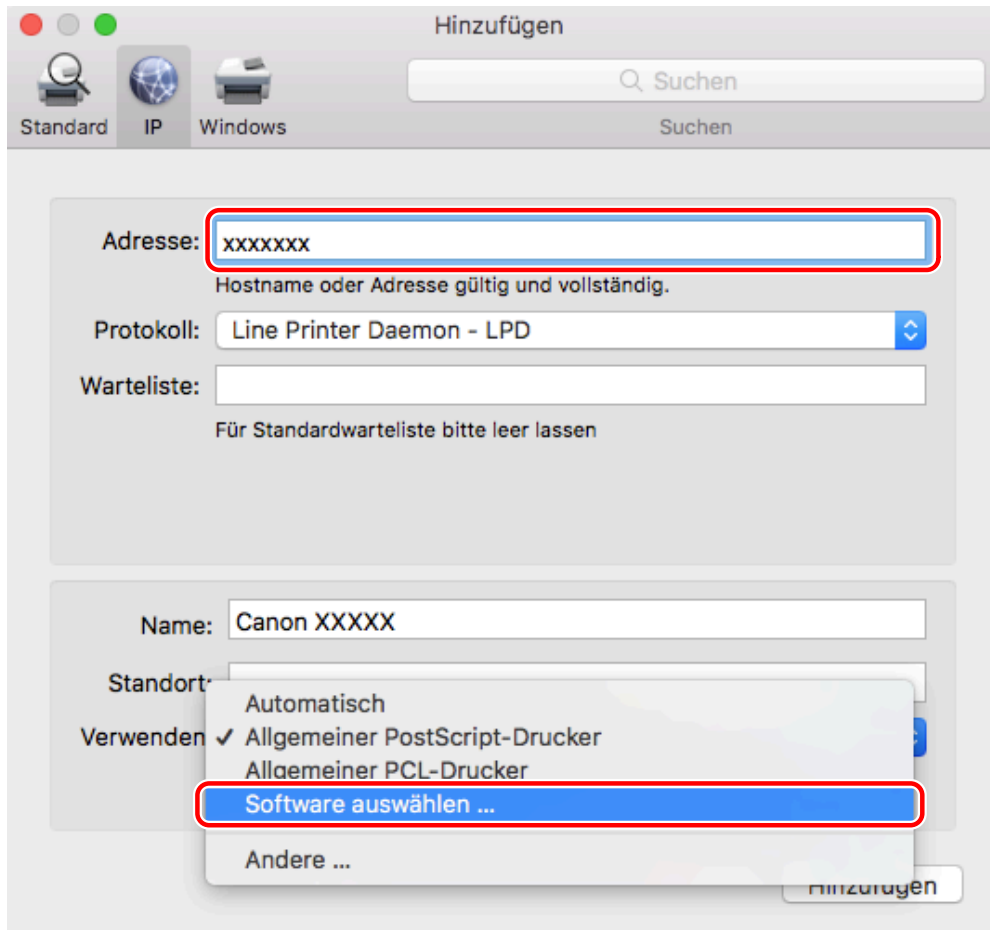 Hinzufügen
Suchen
Standard IP Windows Suchen
Adresse: xxxxxxx
Hostname oder Adresse gültig und vollständig.
Protokoll: Line Printer Daemon - LPD
Warteliste:
Für Standardwarteliste bitte leer lassen
Name: Canon XXXXX
Standort:
Automatisch
Verwenden ✓ Allgemeiner PostScript-Drucker
Allgemeiner PCL-Drucker
Software auswählen ...
Andere ...
Hinzufügen